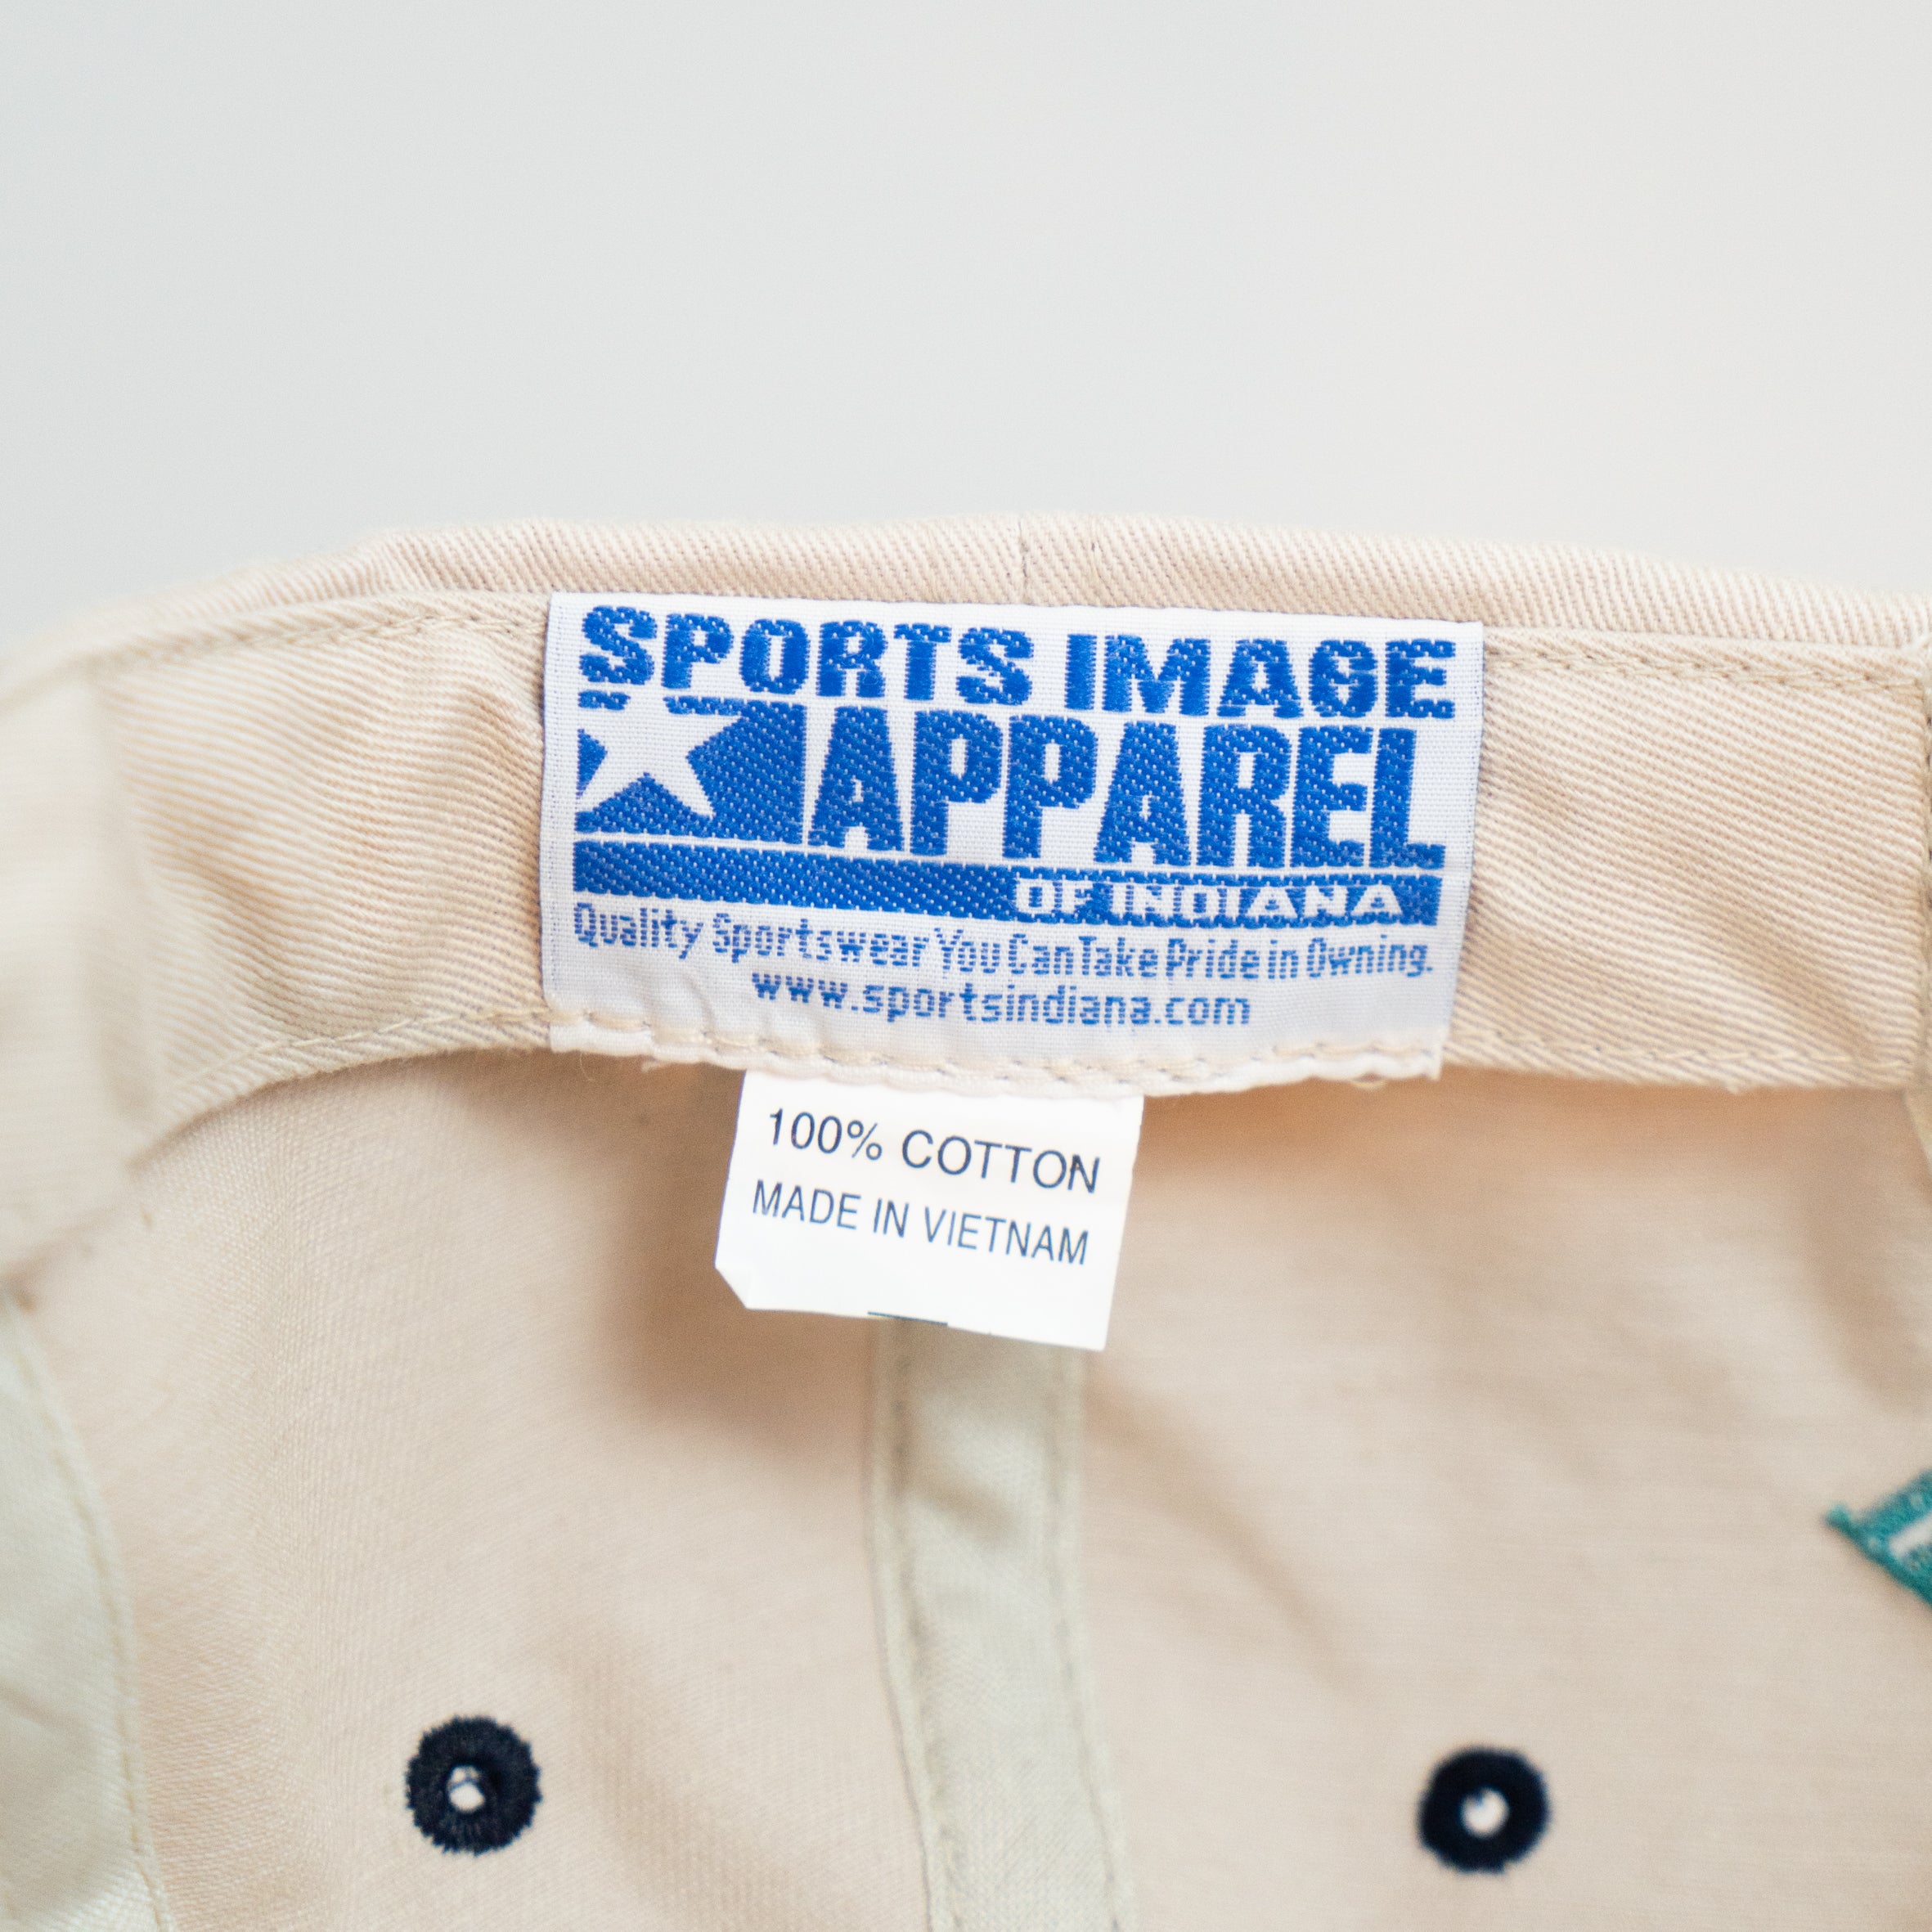 SPORTS IMAGE
APPAREL
OF INDIANA
Quality Sportswear You Can Take Pride in Owning.
www.sportsindiana.com
100% COTTON
MADE IN VIETNAM